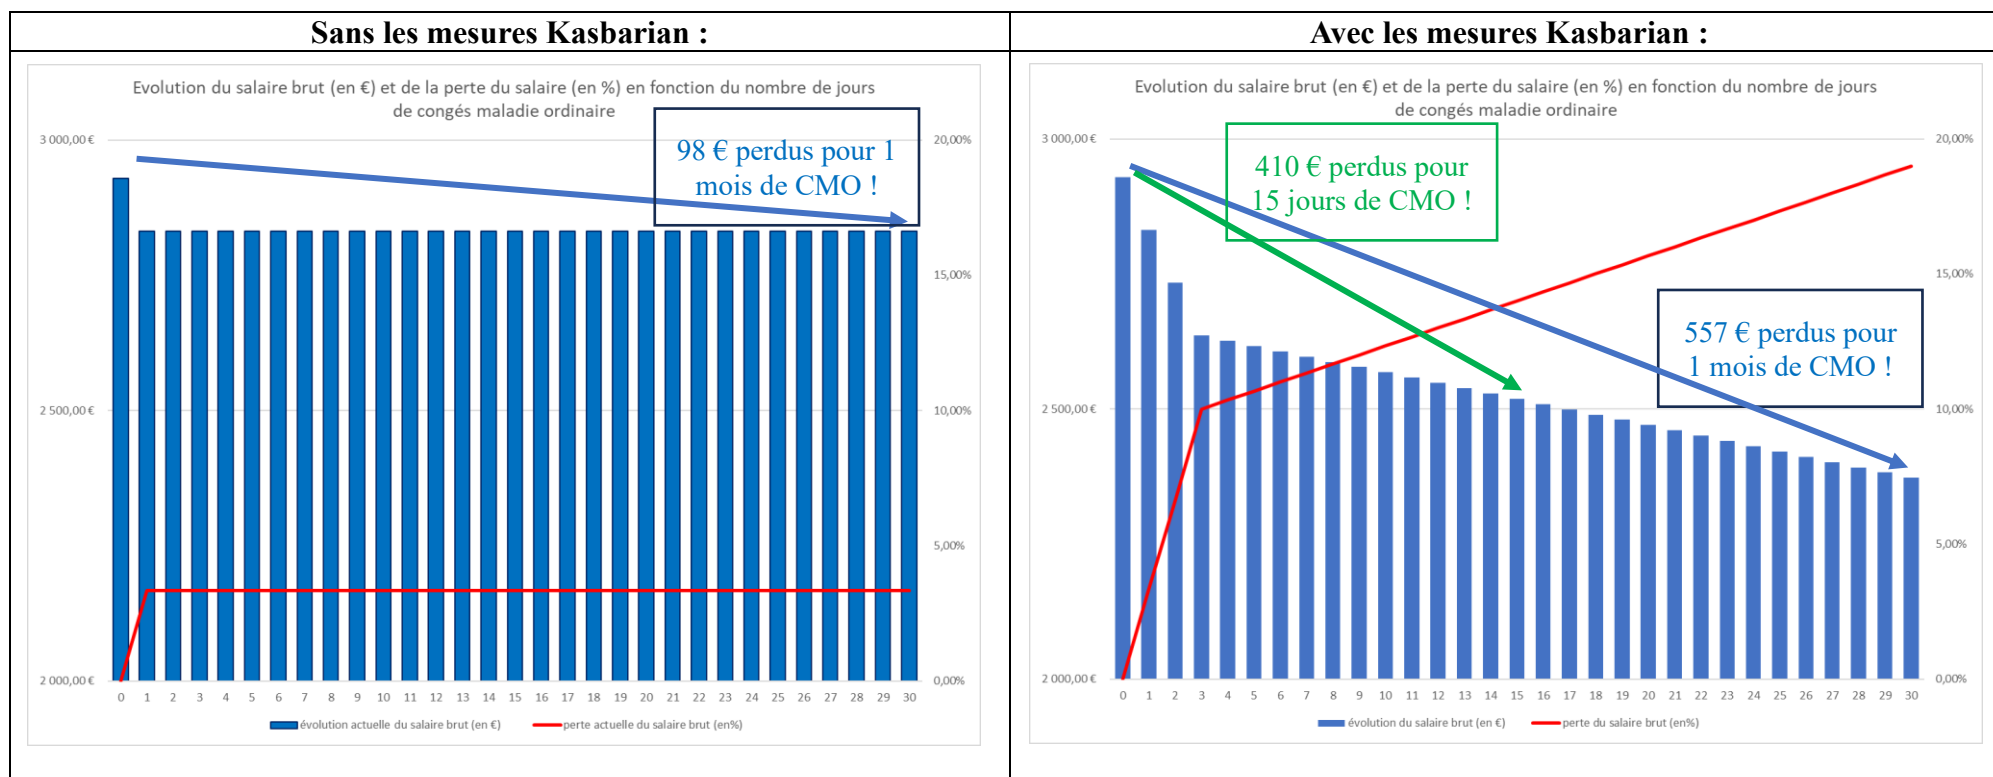 Sans les mesures Kasbarian :
Evolution du salaire brut (en €) et de la perte du salaire (en %) en fonction du nombre de jours
de congés maladie ordinaire
98 € perdus pour 1
mois de CMO !
3 000,00 €
2 500,00 €
2 000,00 €
20,00%
15,00%
10,00%
5,00%
0,00%
0 1 2 3 4 5 6 7 8 9 10 11 12 13 14 15 16 17 18 19 20 21 22 23 24 25 26 27 28 29 30
évolution actuelle du salaire brut (en €) perte actuelle du salaire brut (en%)
Avec les mesures Kasbarian :
Evolution du salaire brut (en €) et de la perte du salaire (en %) en fonction du nombre de jours
de congés maladie ordinaire
410 € perdus pour
15 jours de CMO !
557 € perdus pour
1 mois de CMO !
3 000,00 €
2 500,00 €
2 000,00 €
20,00%
15,00%
10,00%
5,00%
0,00%
0 1 2 3 4 5 6 7 8 9 10 11 12 13 14 15 16 17 18 19 20 21 22 23 24 25 26 27 28 29 30
évolution du salaire brut (en €) perte du salaire brut (en%)